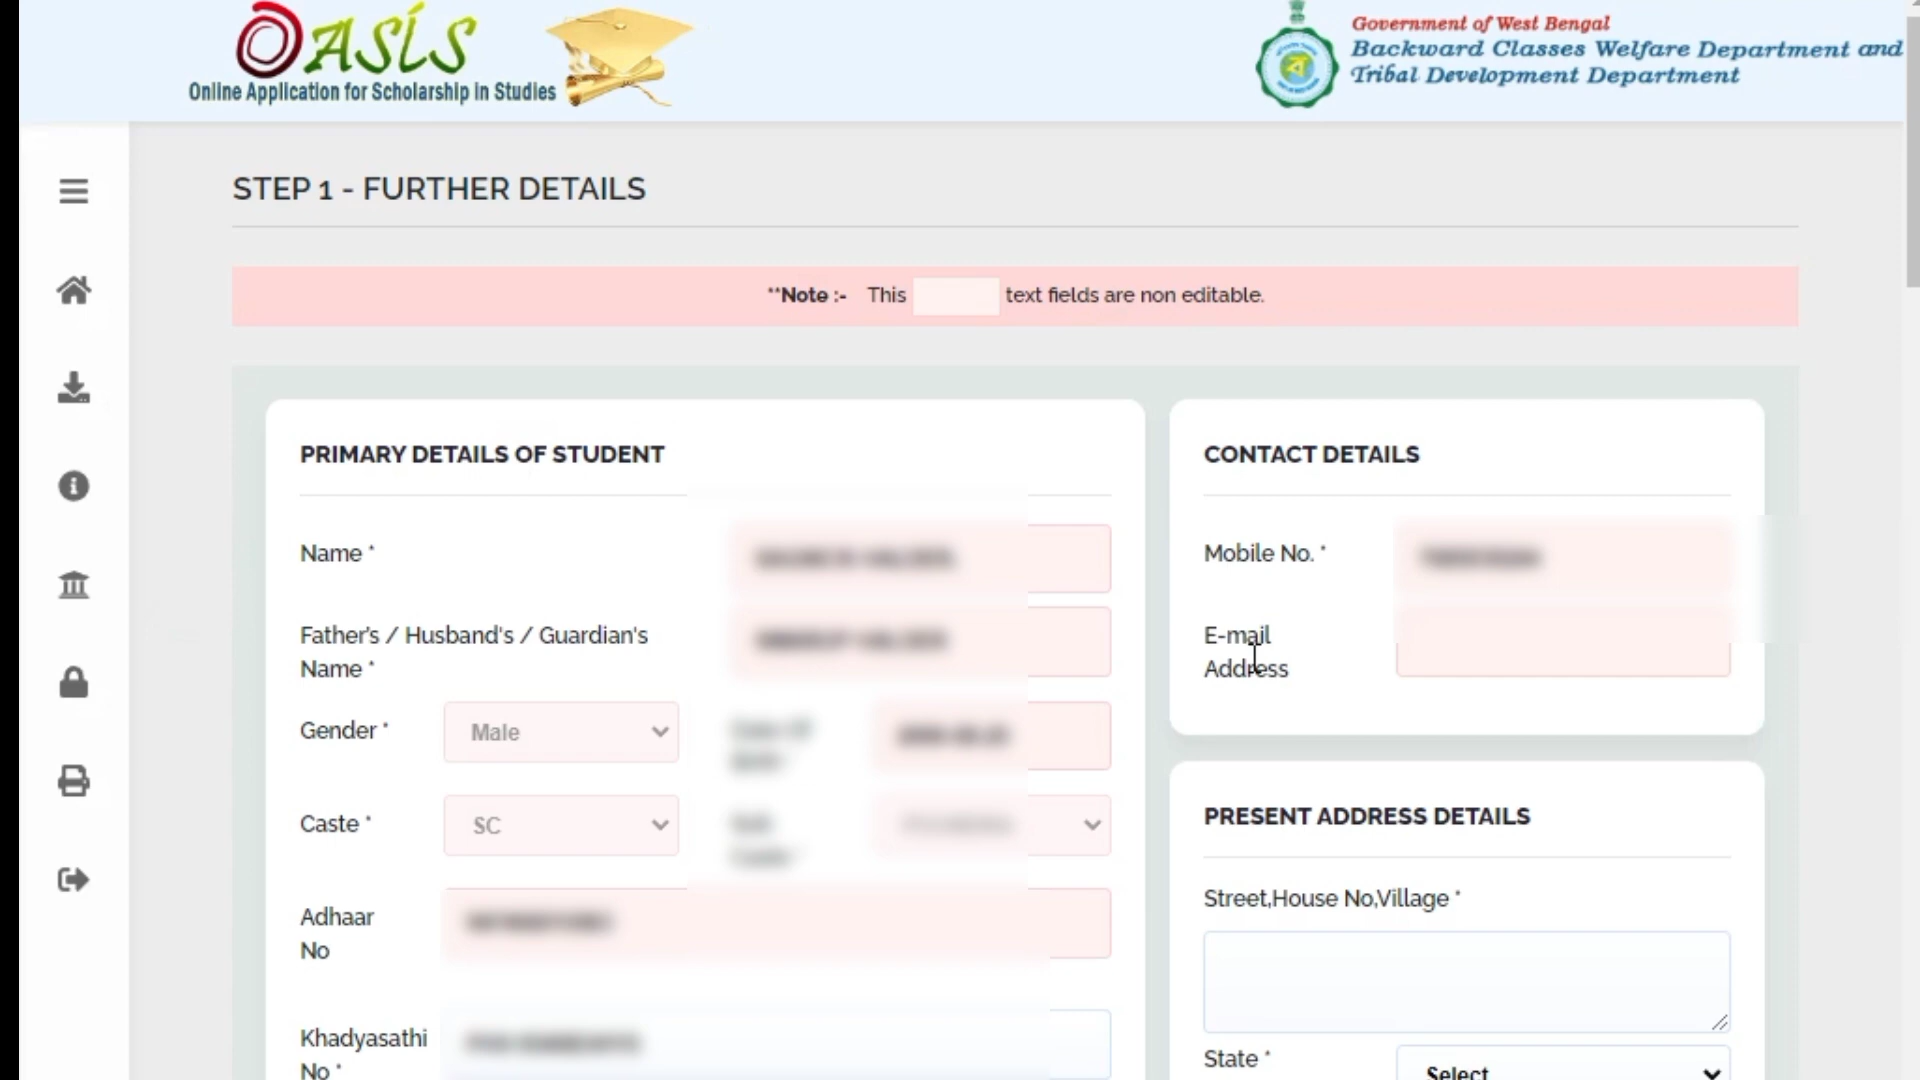 OASIS
Online Application for Scholarship in Studies
Government of West Bengal
Backward Classes Welfare Department and
Tribal Development Department
STEP 1 - FURTHER DETAILS
**Note :- This text fields are non editable.
PRIMARY DETAILS OF STUDENT
Name *
Father's / Husband's / Guardian's
Name *
Gender * Male
Caste * SC
Adhaar
No
Khadyasathi
No *
CONTACT DETAILS
Mobile No. *
E-mail
Address
PRESENT ADDRESS DETAILS
Street,House No,Village *
State * Select